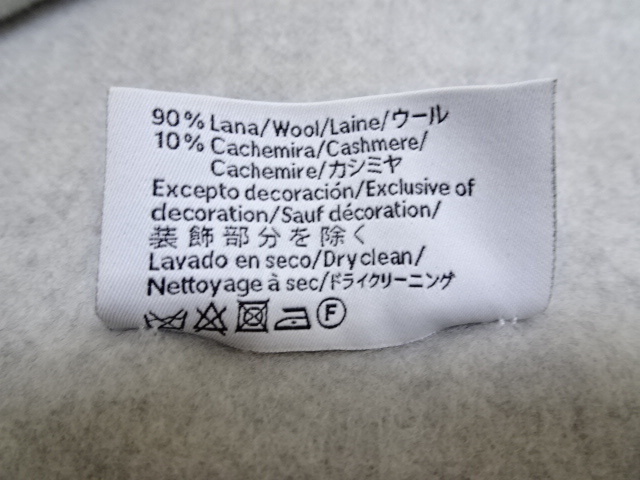 90% Lana/Wool/Laine/ウール
10% Cachemira/Cashmere/
Cachemire/カシミヤ
Excepto decoración/Exclusive of
decoration/Sauf décoration/
装飾部分を除く
Lavado en seco/Dryclean/
Nettoyage à sec/ドライクリーニング
F